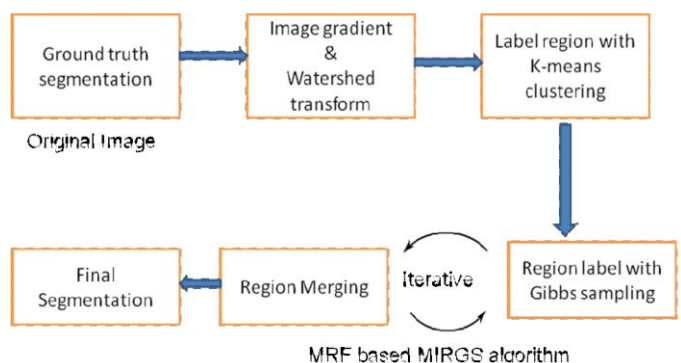 Ground truth
segmentation
Image gradient
&
Watershed
transform
Label region with
K-means
clustering
Original Image
Final
Segmentation
Region Merging
Iterative
Region label with
Gibbs sampling
MRF based MIRGS algorithm